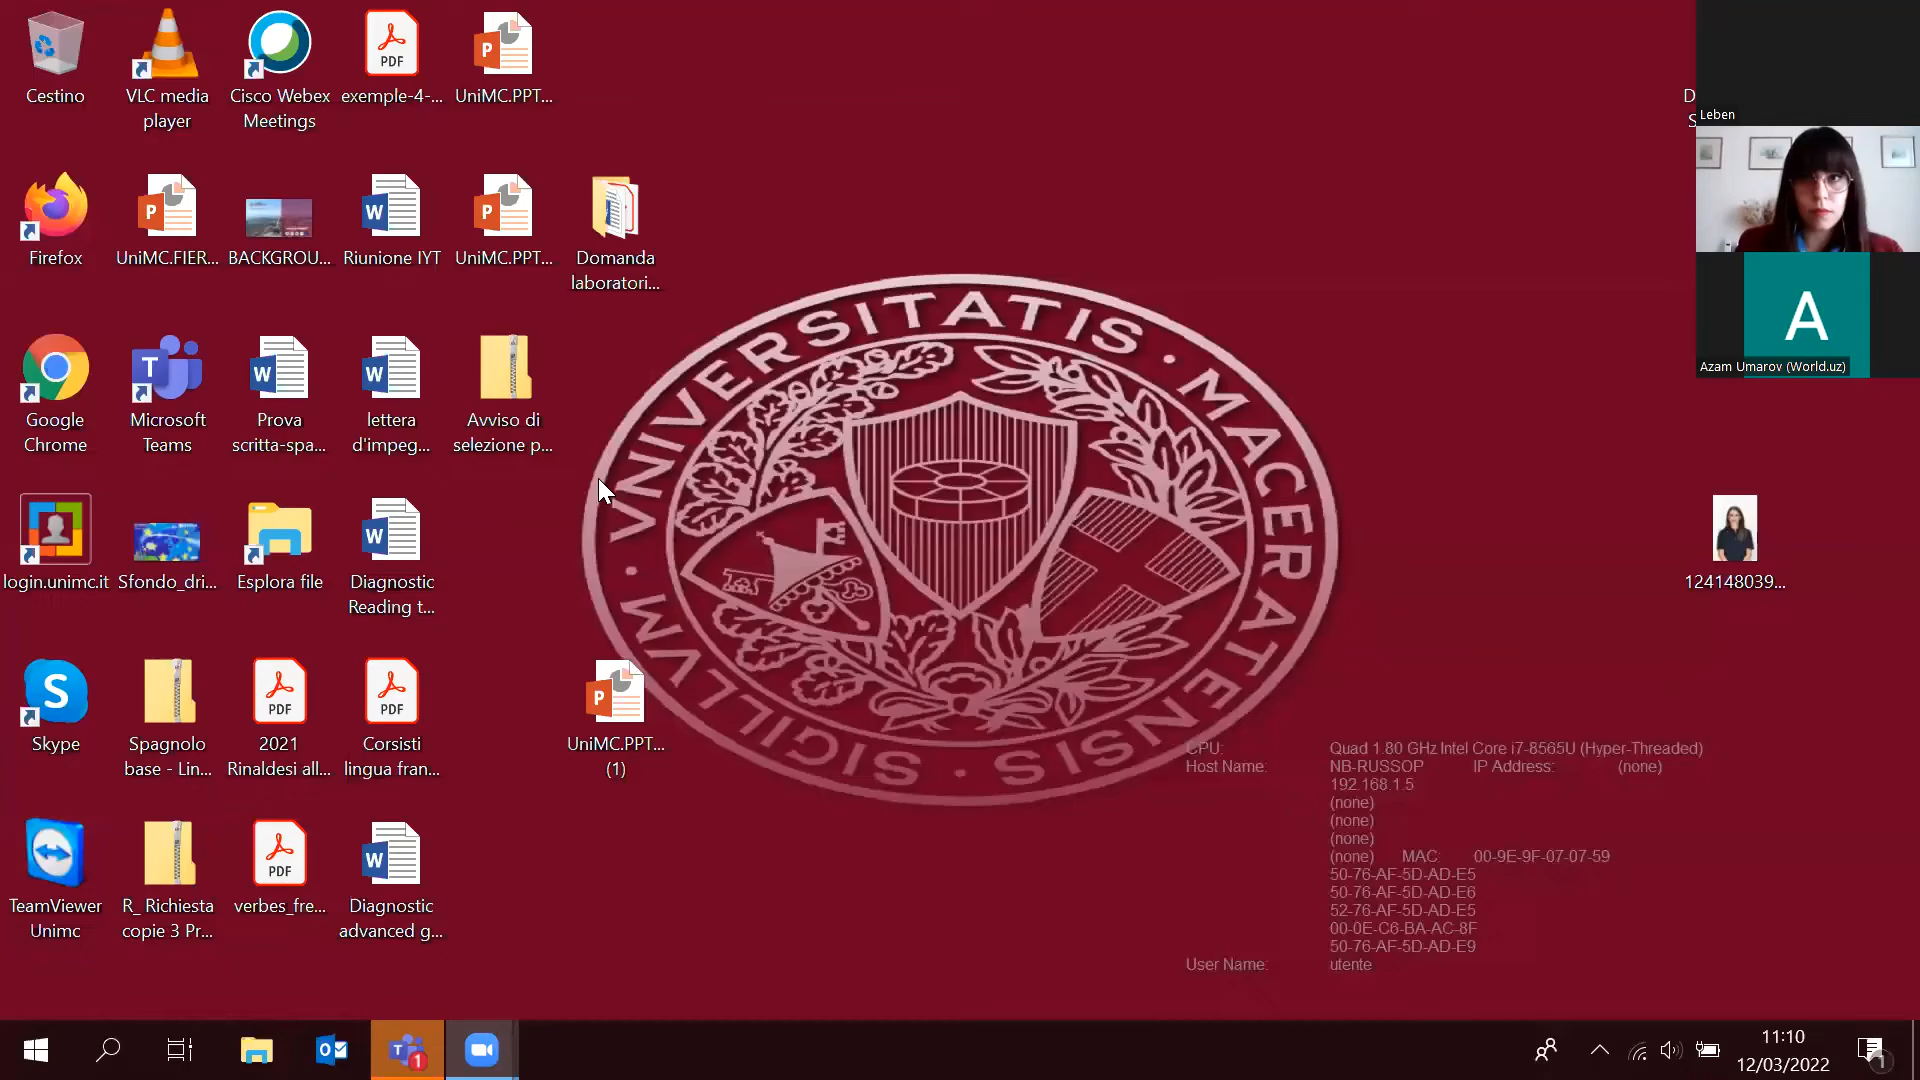 Cestino
VLC media
player
Cisco Webex
Meetings
PDF
exemple-4-...
P
UniMC.PPT...
Firefox
P
UniMC.FIER...
BACKGROU...
W
Riunione IYT
P
UniMC.PPT...
Domanda
laboratori...
Google
Chrome
T
Microsoft
Teams
W
Prova
scritta-spa...
W
lettera
d'impeg...
Avviso di
selezione p...
login.unimc.it
Sfondo_dri...
Esplora file
W
Diagnostic
Reading t...
S
Skype
Spagnolo
base - Lin...
PDF
2021
Rinaldesi all...
PDF
Corsisti
lingua fran...
P
UniMC.PPT...
(1)
TeamViewer
Unimc
R_ Richiesta
copie 3 Pr...
PDF
verbes_fre...
W
Diagnostic
advanced g...
SIGILLVM · VNIVERSITATIS · MACERATENSIS ·
D
S
Leben
A
Azam Umarov (World.uz)
124148039...
CPU: Quad 1.80 GHz Intel Core i7-8565U (Hyper-Threaded)
Host Name: NB-RUSSOP IP Address: (none)
192.168.1.5
(none)
(none)
(none)
(none) MAC: 00-9E-9F-07-07-59
50-76-AF-5D-AD-E5
50-76-AF-5D-AD-E6
52-76-AF-5D-AD-E5
00-0E-C6-BA-AC-8F
50-76-AF-5D-AD-E9
User Name: utente
O
T
1
11:10
12/03/2022
1